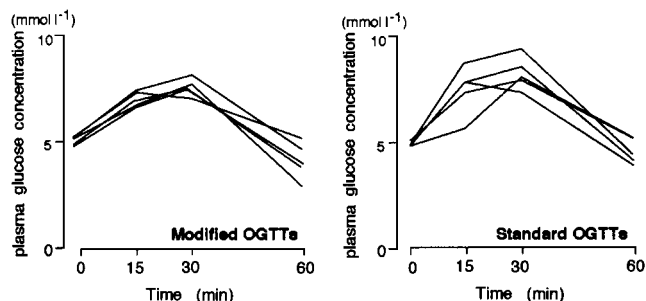 (mmol l⁻¹)
plasma glucose concentration
10
5
0
Modified OGTTs
0 15 30 60
Time (min)
(mmol l⁻¹)
plasma glucose concentration
10
5
0
Standard OGTTs
0 15 30 60
Time (min)